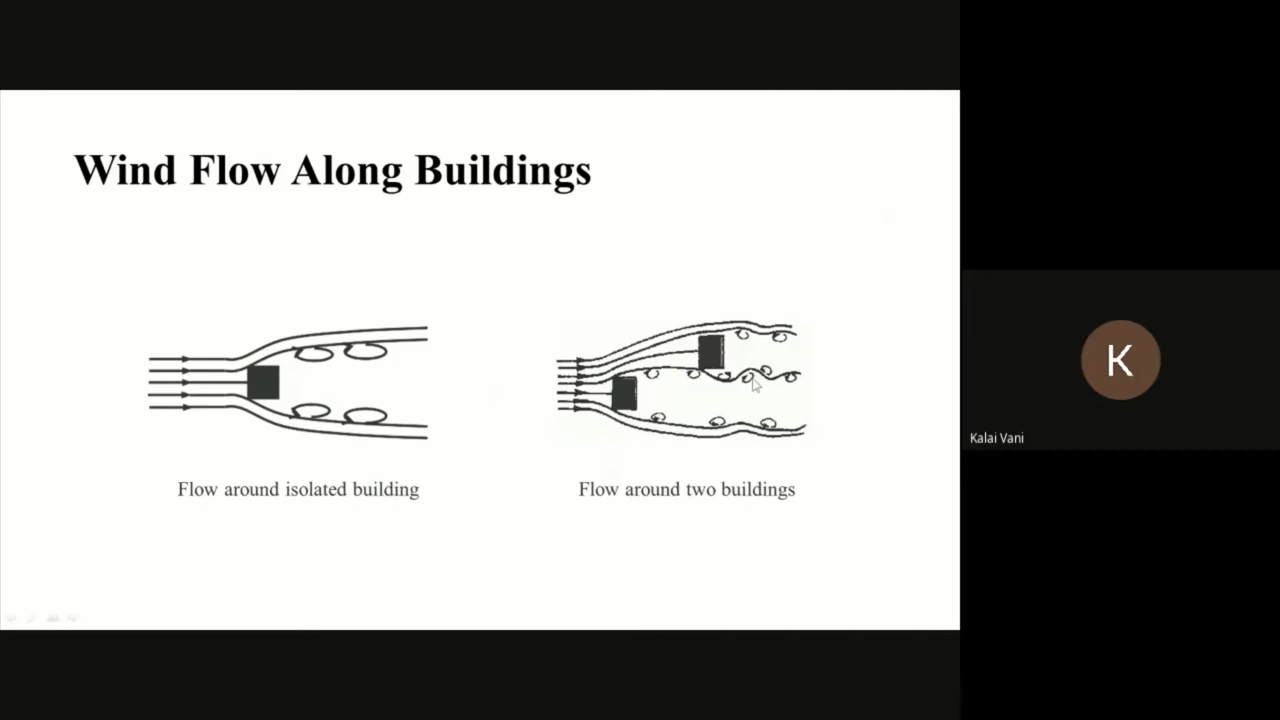 Wind Flow Along Buildings
Flow around isolated building
Flow around two buildings
K
Kalai Vani